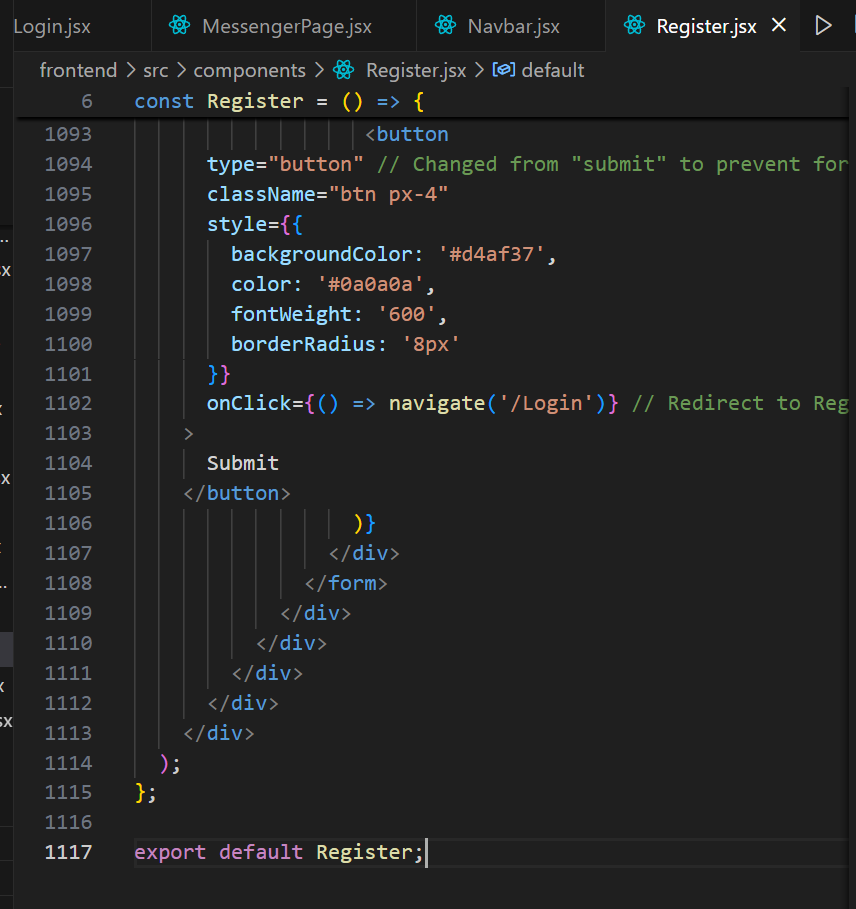 Login.jsx MessengerPage.jsx Navbar.jsx Register.jsx
frontend > src > components > Register.jsx > default
6 const Register = () => {
1093 <button
1094 type="button" // Changed from "submit" to prevent for
1095 className="btn px-4"
1096 style={{
1097 backgroundColor: '#d4af37',
1098 color: '#0a0a0a',
1099 fontWeight: '600',
1100 borderRadius: '8px'
1101 }}
1102 onClick={() => navigate('/Login')} // Redirect to Reg
1103 >
1104 Submit
1105 </button>
1106 )}
1107 </div>
1108 </form>
1109 </div>
1110 </div>
1111 </div>
1112 </div>
1113 </div>
1114 );
1115 };
1116
1117 export default Register;